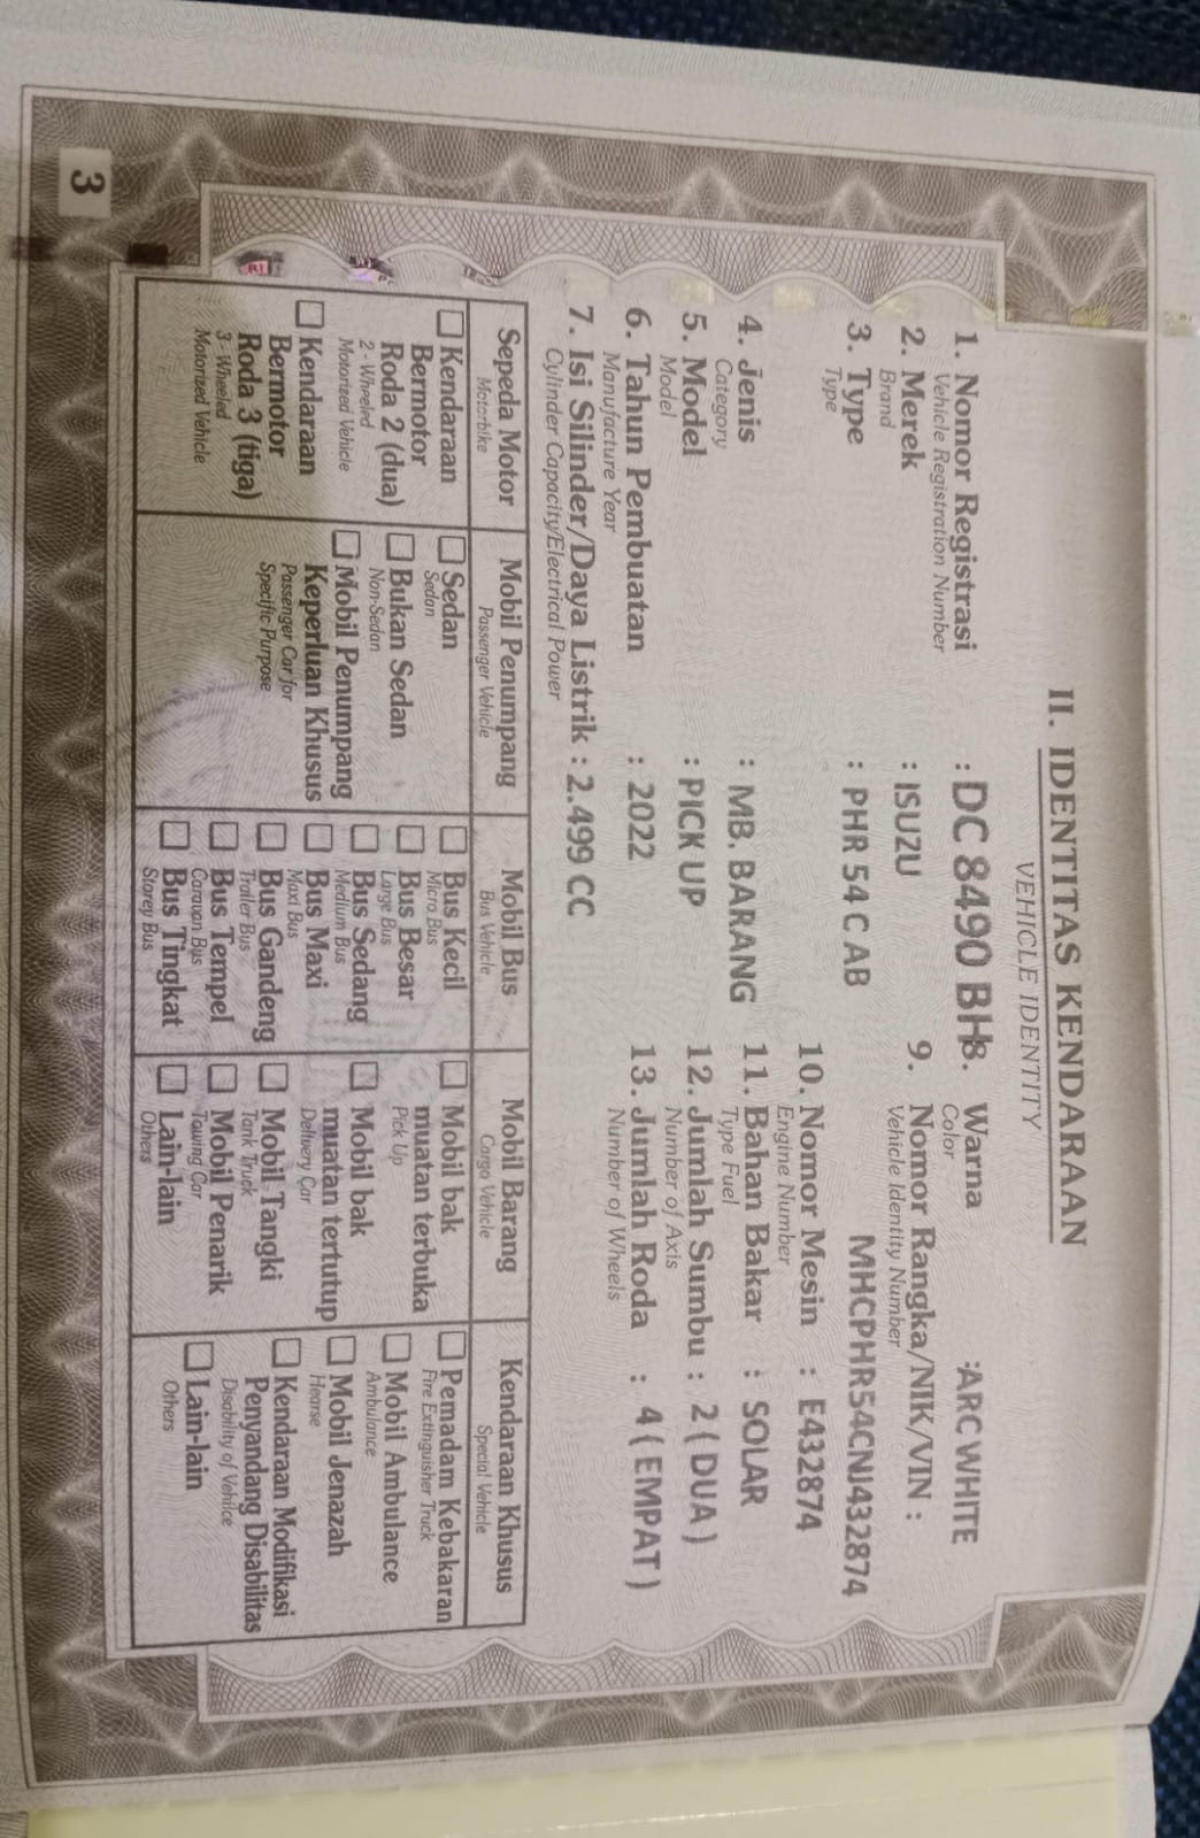 II. IDENTITAS KENDARAAN
VEHICLE IDENTITY
1. Nomor Registrasi : DC 8490 BH
Vehicle Registration Number
2. Merek : ISUZU
Brand
3. Type : PHR 54 C AB
Type
4. Jenis : MB. BARANG
Category
5. Model : PICK UP
Model
6. Tahun Pembuatan : 2022
Manufacture Year
7. Isi Silinder/Daya Listrik : 2.499 CC
Cylinder Capacity/Electrical Power
8. Warna : ARC WHITE
Color
9. Nomor Rangka/NIK/VIN :
Vehicle Identity Number
MHCPHR54CNJ432874
10. Nomor Mesin : E432874
Engine Number
11. Bahan Bakar : SOLAR
Type Fuel
12. Jumlah Sumbu : 2 ( DUA )
Number of Axis
13. Jumlah Roda : 4 ( EMPAT )
Number of Wheels
Sepeda Motor
Motorbike
Kendaraan
Bermotor
Roda 2 (dua)
2 - Wheeled
Motorized Vehicle
Kendaraan
Bermotor
Roda 3 (tiga)
3 - Wheeled
Motorized Vehicle
Mobil Penumpang
Passenger Vehicle
Sedan
Sedan
Bukan Sedan
Non-Sedan
Mobil Penumpang
Keperluan Khusus
Passenger Car for
Specific Purpose
Mobil Bus
Bus Vehicle
Bus Kecil
Micro Bus
Bus Besar
Large Bus
Bus Sedang
Medium Bus
Bus Maxi
Maxi Bus
Bus Gandeng
Trailer Bus
Bus Tempel
Caravan Bus
Bus Tingkat
Storey Bus
Mobil Barang
Cargo Vehicle
Mobil bak
muatan terbuka
Pick Up
Mobil bak
muatan tertutup
Delivery Car
Mobil Tangki
Tank Truck
Mobil Penarik
Towing Car
Lain-lain
Others
Kendaraan Khusus
Special Vehicle
Pemadam Kebakaran
Fire Extinguisher Truck
Mobil Ambulance
Ambulance
Mobil Jenazah
Hearse
Kendaraan Modifikasi
Penyandang Disabilitas
Disability of Vehilce
Lain-lain
Others
3